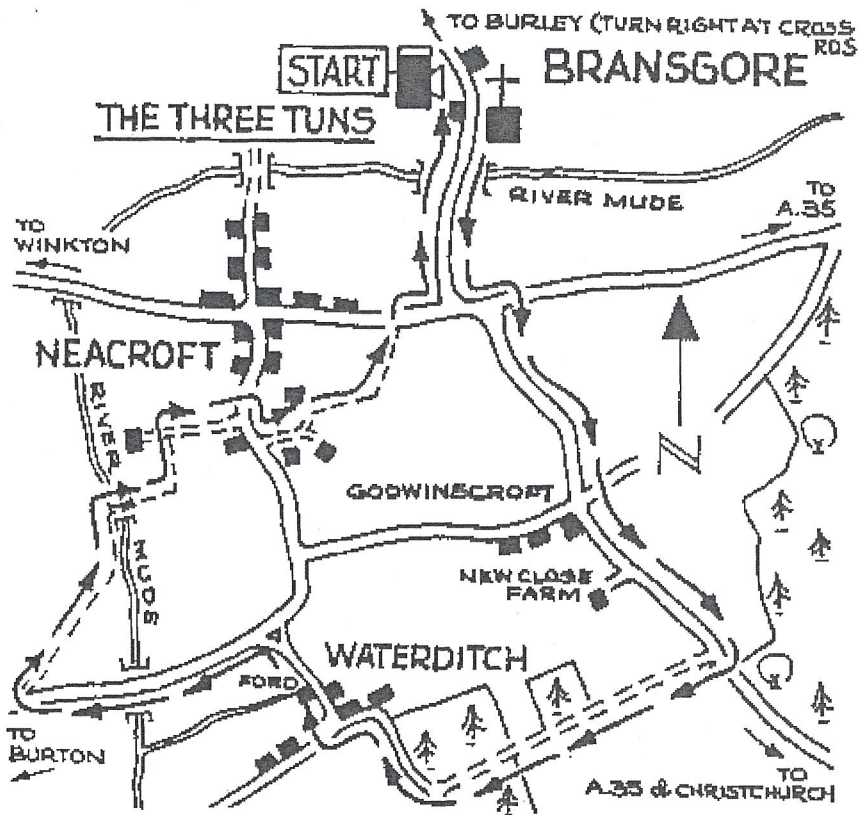 TO BURLEY (TURN RIGHT AT CROSS
RDS
START
BRANSGORE
THE THREE TUNS
RIVER MUDE
TO
A.35
TO
WINKTON
NEACROFT
RIVER
MUDE
N
GODWINSCROFT
NEW CLOSE
FARM
WATERDITCH
FORD
TO
BURTON
TO
A.35 & CHRISTCHURCH